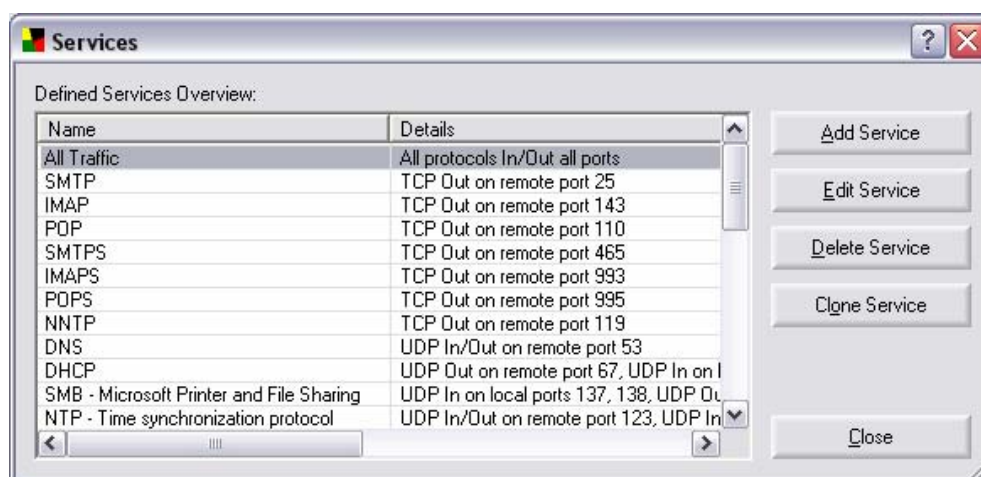 Services
?
Defined Services Overview:
Name Details
All Traffic All protocols In/Out all ports
SMTP TCP Out on remote port 25
IMAP TCP Out on remote port 143
POP TCP Out on remote port 110
SMTPS TCP Out on remote port 465
IMAPS TCP Out on remote port 993
POPS TCP Out on remote port 995
NNTP TCP Out on remote port 119
DNS UDP In/Out on remote port 53
DHCP UDP Out on remote port 67, UDP In on
SMB - Microsoft Printer and File Sharing UDP In on local ports 137, 138, UDP
NTP - Time synchronization protocol UDP In/Out on remote port 123, UDP In
Add Service
Edit Service
Delete Service
Clone Service
Close